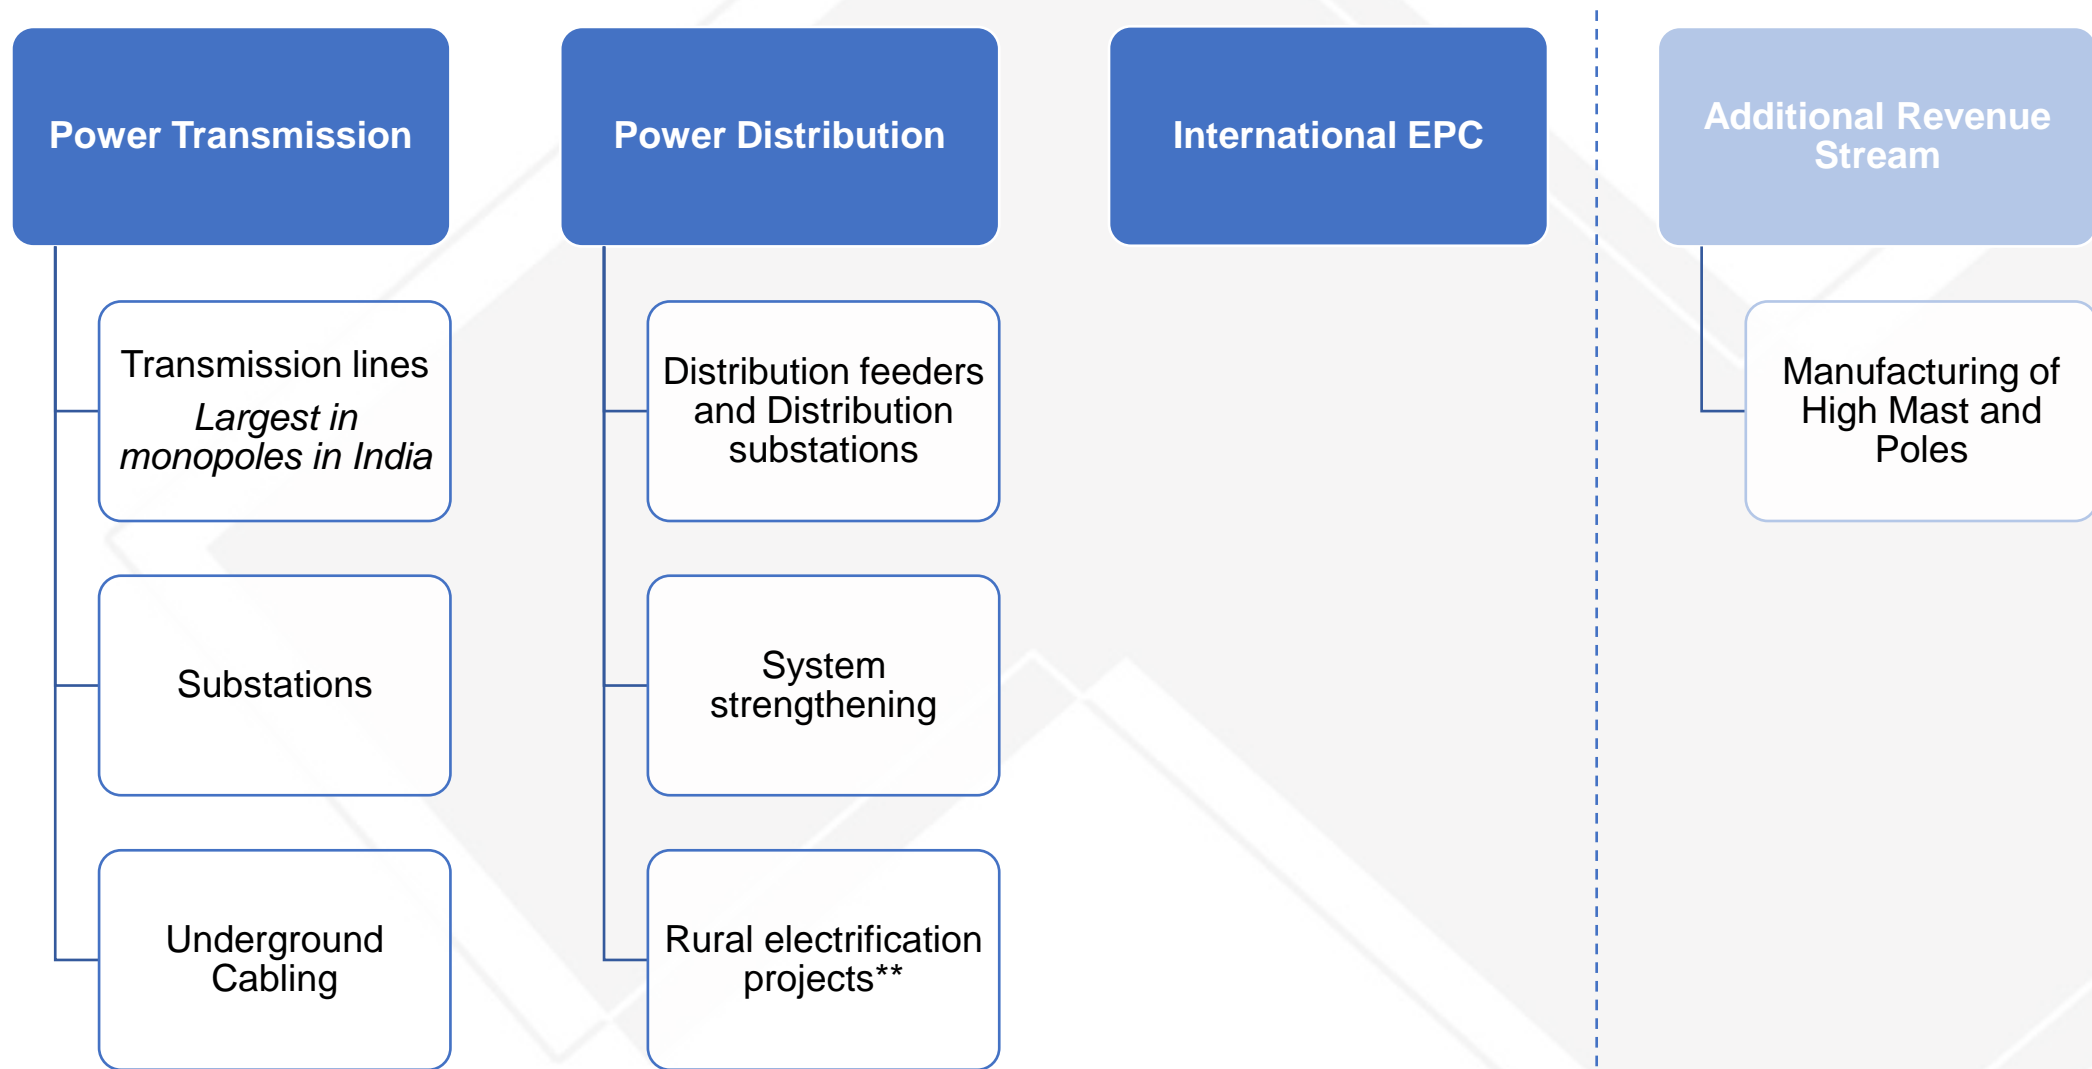 Power Transmission
Transmission lines
Largest in
monopoles in India
Substations
Underground
Cabling
Power Distribution
Distribution feeders
and Distribution
substations
System
strengthening
Rural electrification
projects**
International EPC
Additional Revenue
Stream
Manufacturing of
High Mast and
Poles